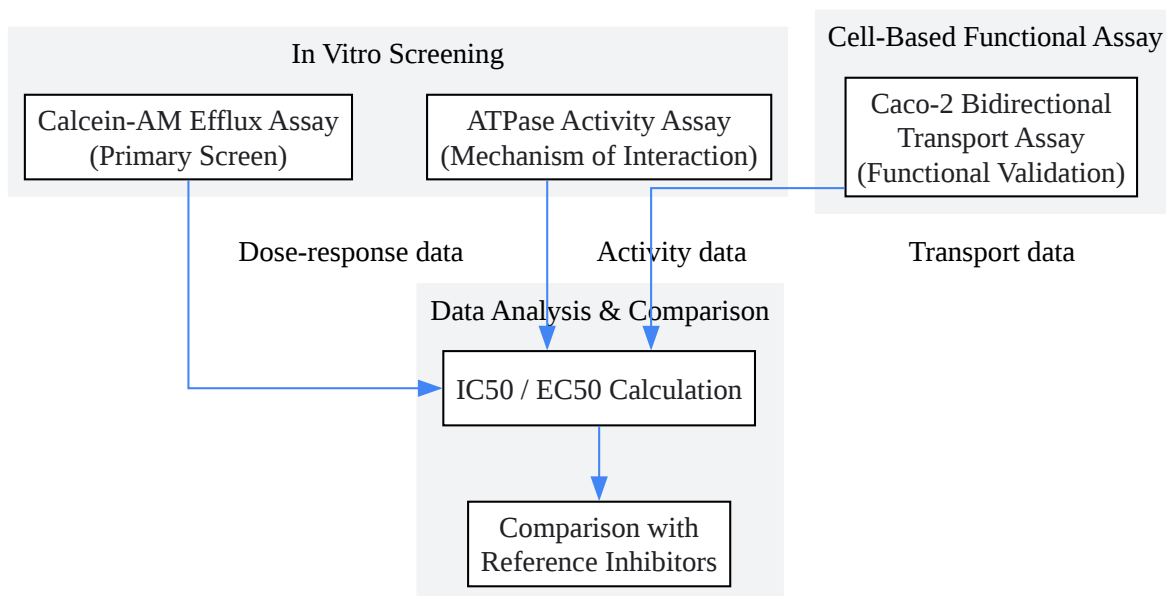 In Vitro Screening
Calcein-AM Efflux Assay
(Primary Screen)
ATPase Activity Assay
(Mechanism of Interaction)
Cell-Based Functional Assay
Caco-2 Bidirectional
Transport Assay
(Functional Validation)
Dose-response data
Activity data
Transport data
Data Analysis & Comparison
IC50 / EC50 Calculation
Comparison with
Reference Inhibitors